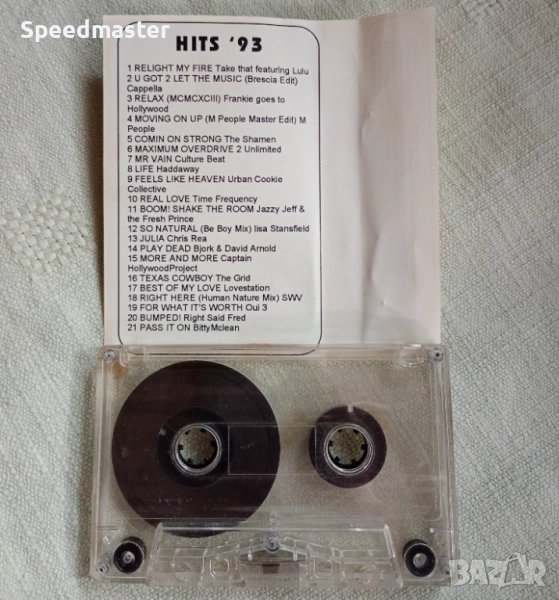 Speedmaster
HITS '93
1 RELIGHT MY FIRE Take that featuring Lulu
2 U GOT 2 LET THE MUSIC (Brescia Edit)
Cappella
3 RELAX (MCMCXCIII) Frankie goes to
Hollywood
4 MOVING ON UP (M People Master Edit) M
People
5 COMIN ON STRONG The Shamen
6 MAXIMUM OVERDRIVE 2 Unlimited
7 MR VAIN Culture Beat
8 LIFE Haddaway
9 FEELS LIKE HEAVEN Urban Cookie
Collective
10 REAL LOVE Time Frequency
11 BOOM! SHAKE THE ROOM Jazzy Jeff &
the Fresh Prince
12 SO NATURAL (Be Boy Mix) lisa Stansfield
13 JULIA Chris Rea
14 PLAY DEAD Bjork & David Arnold
15 MORE AND MORE Captain
HollywoodProject
16 TEXAS COWBOY The Grid
17 BEST OF MY LOVE Lovestation
18 RIGHT HERE (Human Nature Mix) SWV
19 FOR WHAT IT'S WORTH Oui 3
20 BUMPED! Right Said Fred
21 PASS IT ON BittyMclean
BAZAR